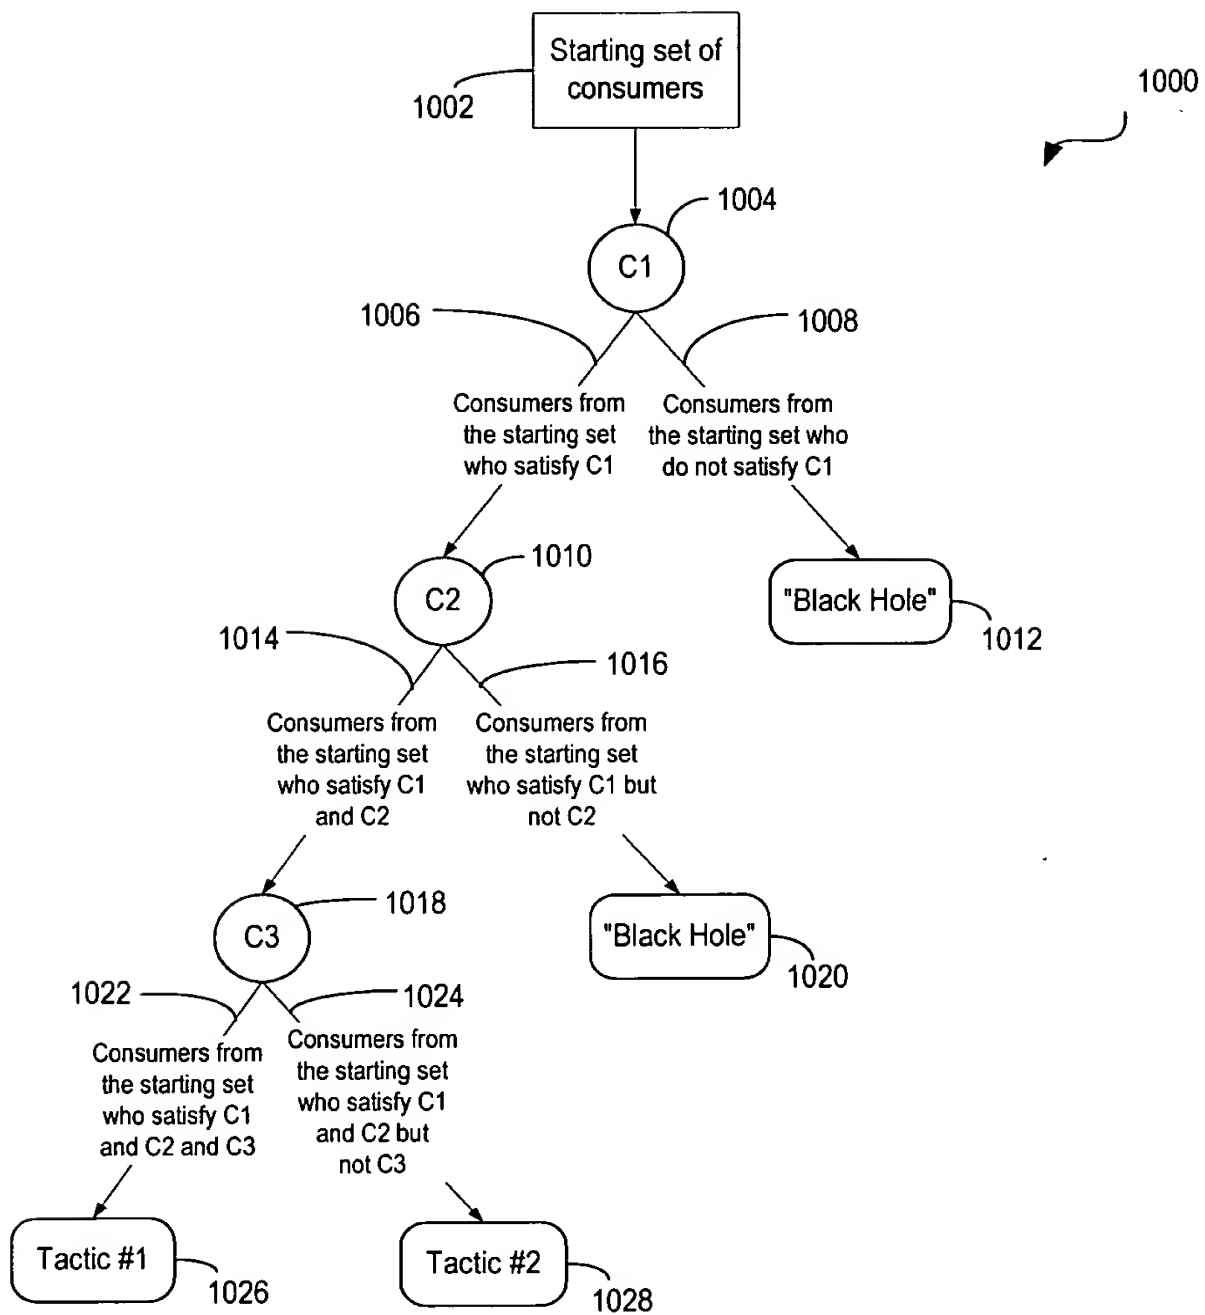 Starting set of
consumers
1002
1000
1004
C1
1006
1008
Consumers from
the starting set
who satisfy C1
Consumers from
the starting set who
do not satisfy C1
1010
C2
"Black Hole"
1012
1014
1016
Consumers from
the starting set
who satisfy C1
and C2
Consumers from
the starting set
who satisfy C1 but
not C2
1018
C3
"Black Hole"
1020
1022
1024
Consumers from
the starting set
who satisfy C1
and C2 and C3
Consumers from
the starting set
who satisfy C1
and C2 but
not C3
Tactic #1
1026
Tactic #2
1028